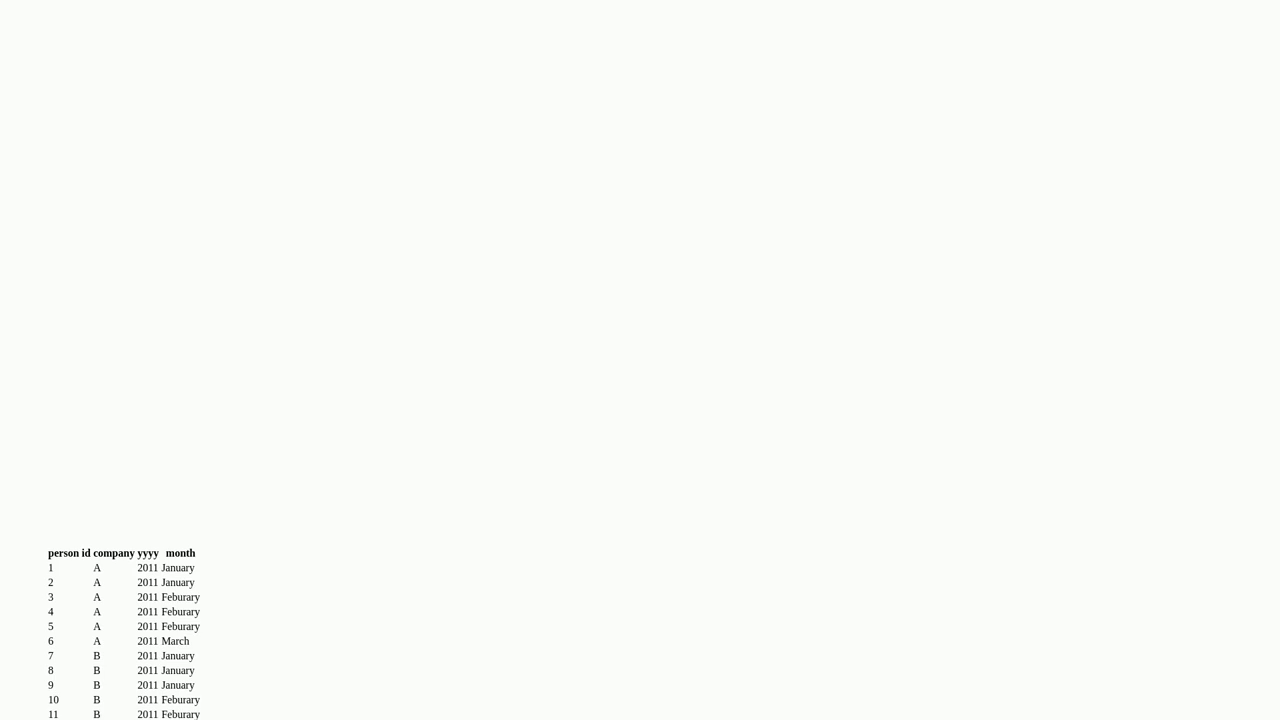 person id company yyyy month
1 A 2011 January
2 A 2011 January
3 A 2011 Feburary
4 A 2011 Feburary
5 A 2011 Feburary
6 A 2011 March
7 B 2011 January
8 B 2011 January
9 B 2011 January
10 B 2011 Feburary
11 B 2011 Feburary